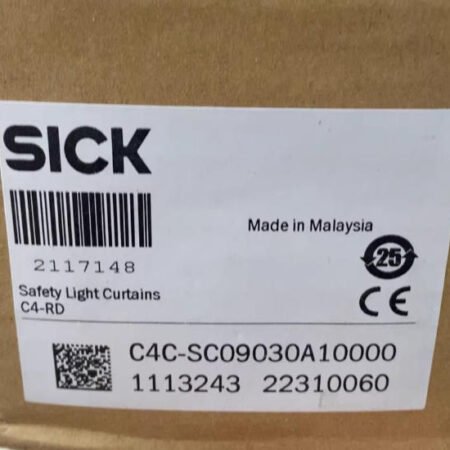 SICK
Made in Malaysia
2117148
25
Safety Light Curtains
C4-RD
CE
C4C-SC09030A10000
1113243 22310060